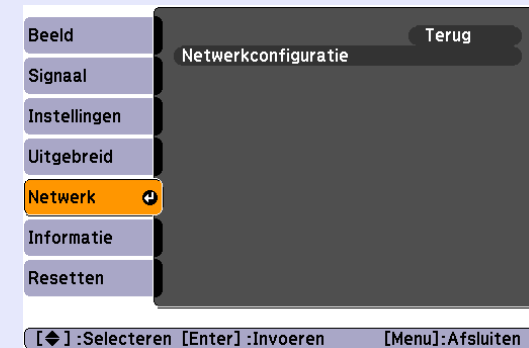 Beeld
Signaal
Instellingen
Uitgebreid
Netwerk
Informatie
Resetten
Terug
Netwerkconfiguratie
[◆] :Selecteren [Enter] :Invoeren [Menu]:Afsluiten